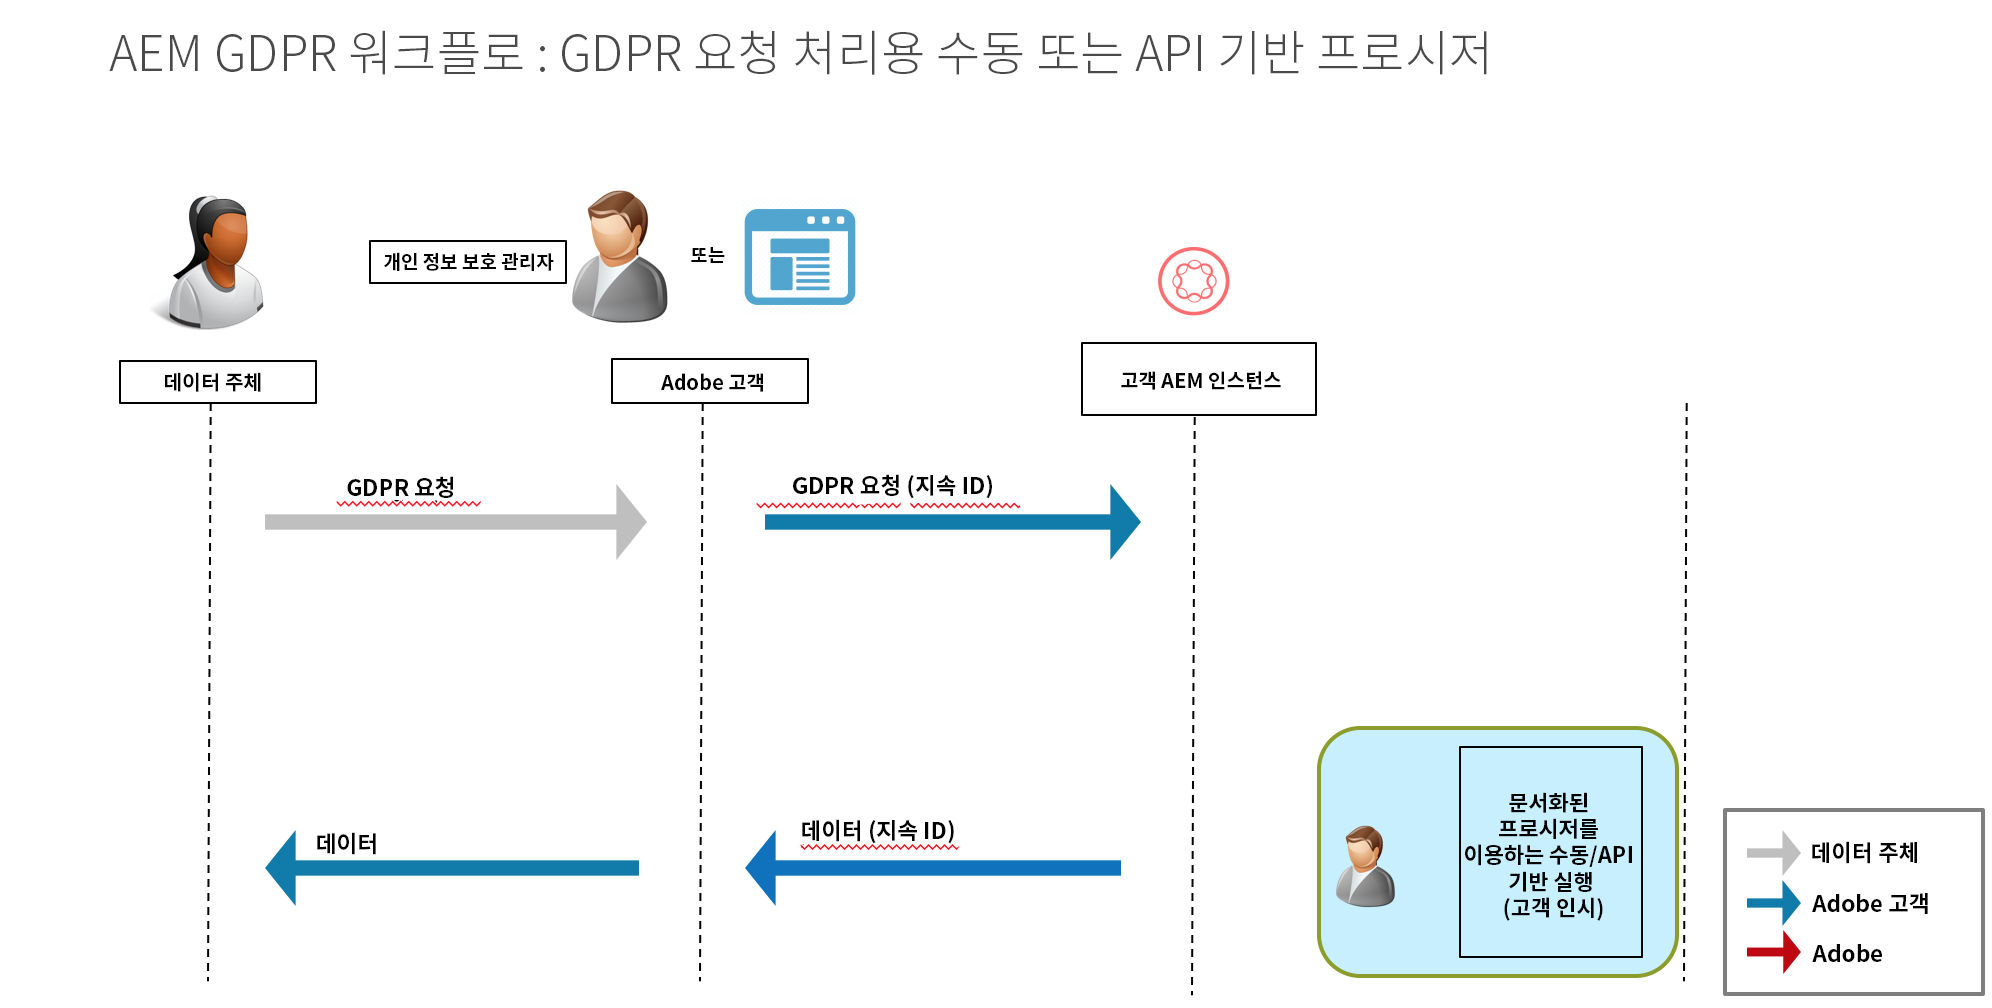 AEM GDPR 워크플로 : GDPR 요청 처리용 수동 또는 API 기반 프로시저
개인 정보 보호 관리자
또는
데이터 주체
Adobe 고객
고객 AEM 인스턴스
GDPR 요청
GDPR 요청 (지속 ID)
데이터
데이터 (지속 ID)
문서화된
프로시저를
이용하는 수동/API
기반 실행
(고객 인시)
데이터 주체
Adobe 고객
Adobe